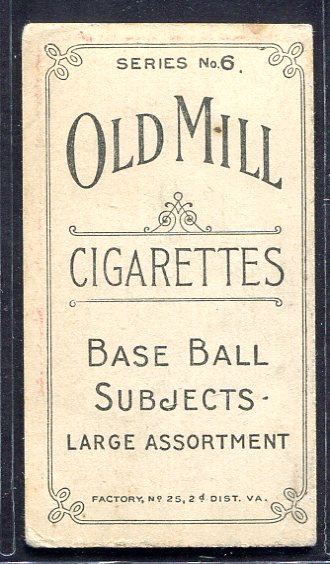 SERIES No. 6.
OLD MILL
CIGARETTES
BASE BALL
SUBJECTS-
LARGE ASSORTMENT
FACTORY, Nº 25, 2ᵈ DIST. VA.